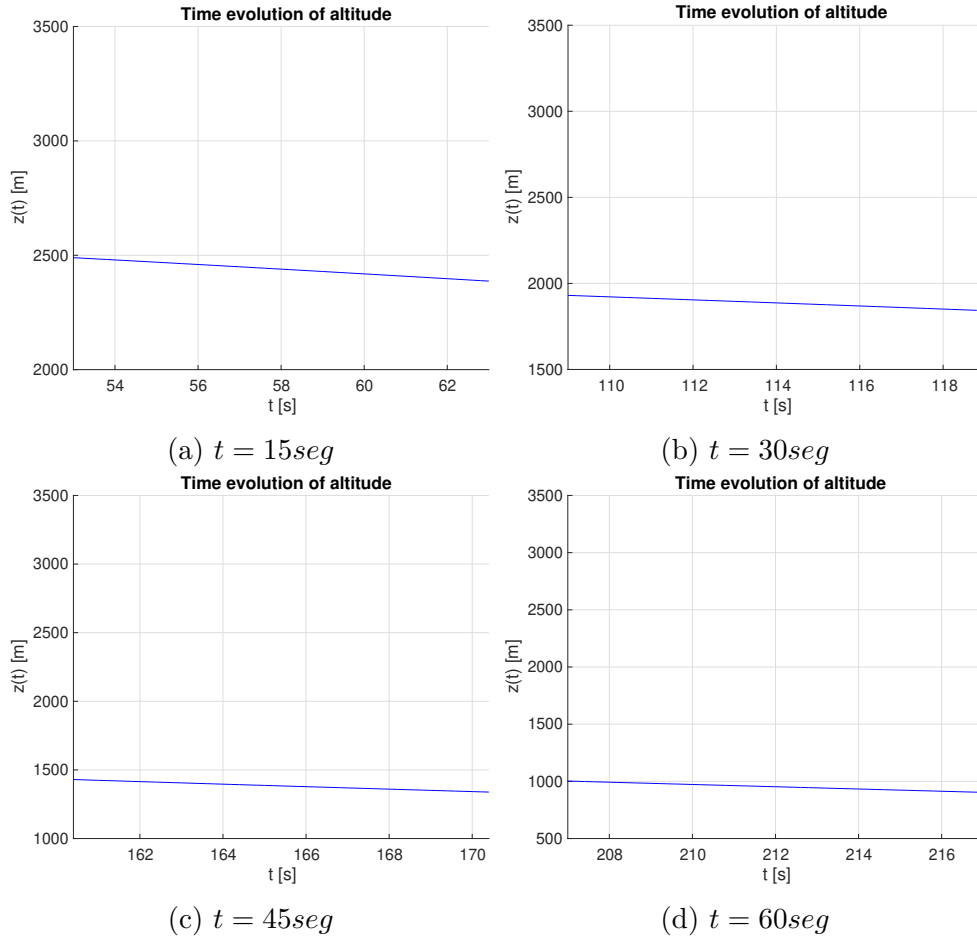 Time evolution of altitude
3500
3000
2500
2000
z(t) [m]
54 56 58 60 62
t [s]
(a) t = 15seg
Time evolution of altitude
3500
3000
2500
2000
1500
z(t) [m]
110 112 114 116 118
t [s]
(b) t = 30seg
Time evolution of altitude
3500
3000
2500
2000
1500
1000
z(t) [m]
162 164 166 168 170
t [s]
(c) t = 45seg
Time evolution of altitude
3500
3000
2500
2000
1500
1000
500
z(t) [m]
208 210 212 214 216
t [s]
(d) t = 60seg